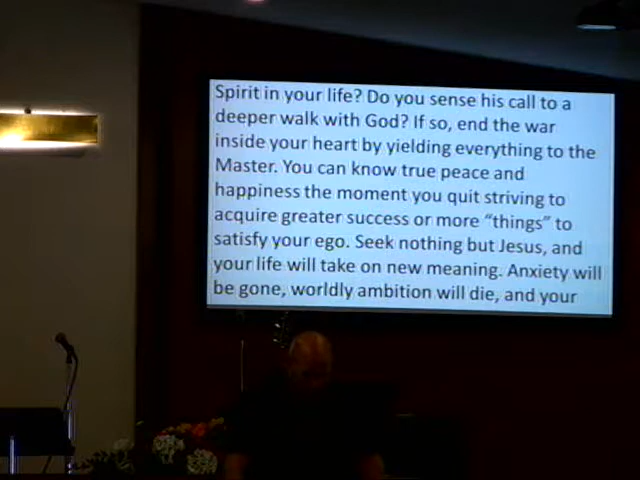 Spirit in your life? Do you sense his call to a
deeper walk with God? If so, end the war
inside your heart by yielding everything to the
Master. You can know true peace and
happiness the moment you quit striving to
acquire greater success or more “things” to
satisfy your ego. Seek nothing but Jesus, and
your life will take on new meaning. Anxiety will
be gone, worldly ambition will die, and your